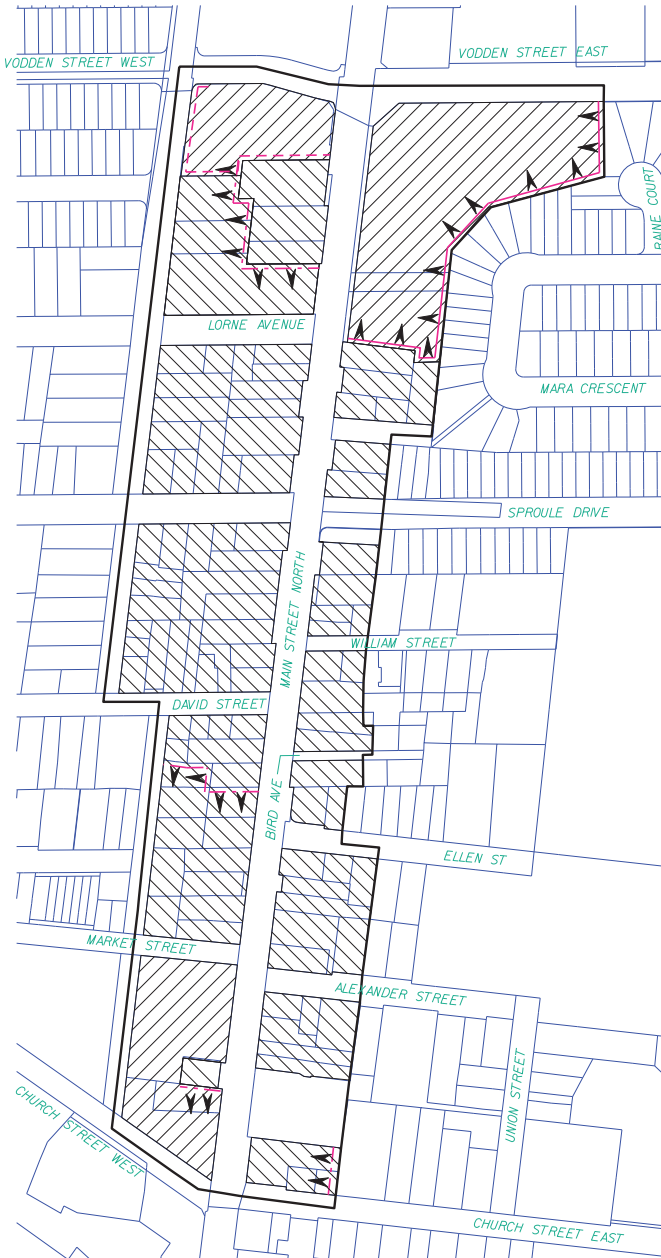 VODDEN STREET EAST
VODDEN STREET WEST
RAINE COURT
LORNE AVENUE
MARA CRESCENT
SPROULE DRIVE
MAIN STREET NORTH
WILLIAM STREET
DAVID STREET
BIRD AVE
ELLEN ST
MARKET STREET
ALEXANDER STREET
UNION STREET
CHURCH STREET WEST
CHURCH STREET EAST